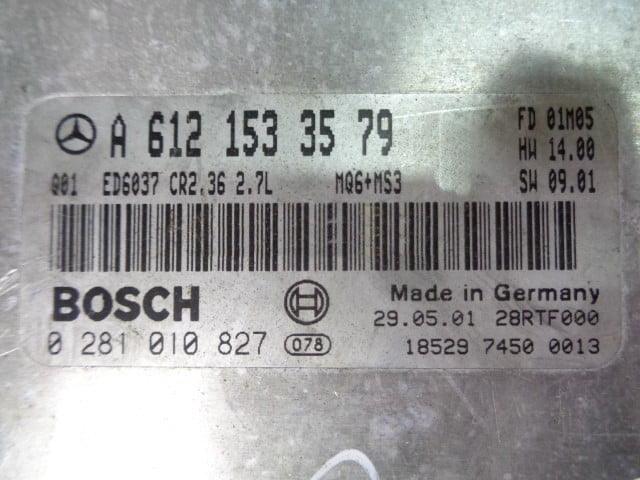 A 612 153 35 79 FD 01M05
HW 14.00
Q01 ED6037 CR2.36 2.7L MQ6+MS3 SW 09.01
BOSCH Made in Germany
29.05.01 28RTF000
0 281 010 827 078 18529 7450 0013